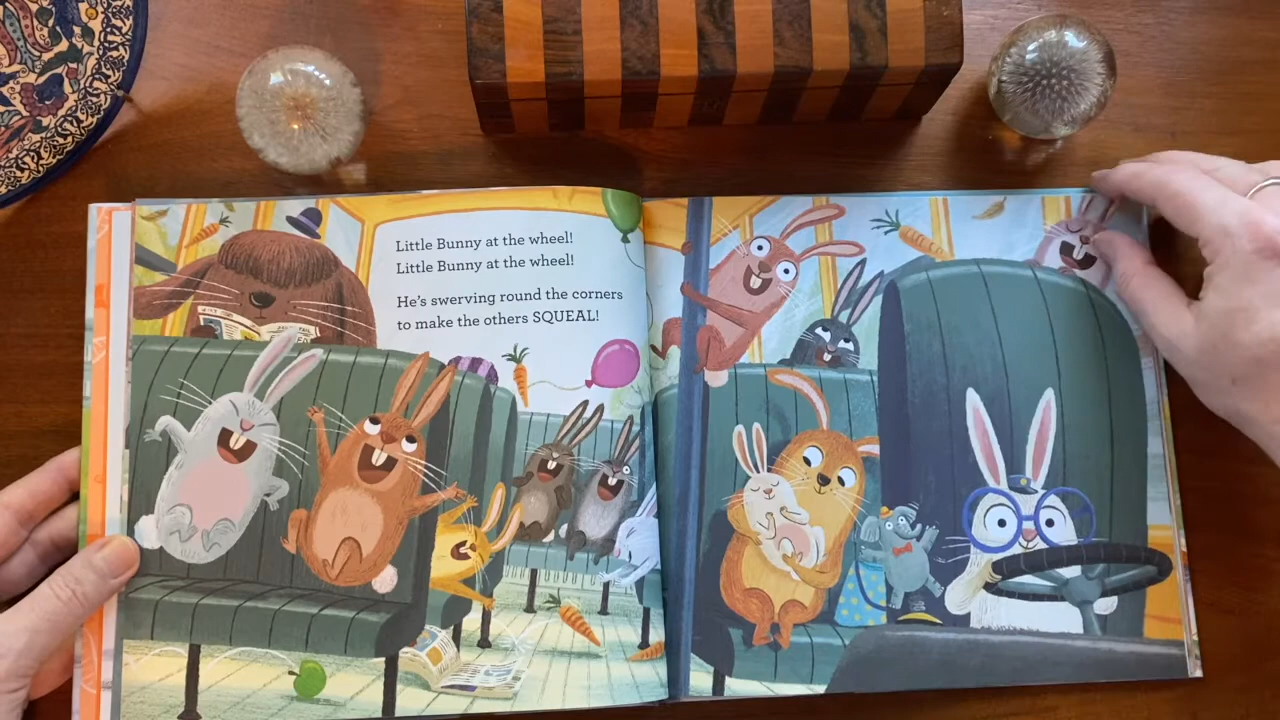 Little Bunny at the wheel!
Little Bunny at the wheel!
He's swerving round the corners
to make the others SQUEAL!